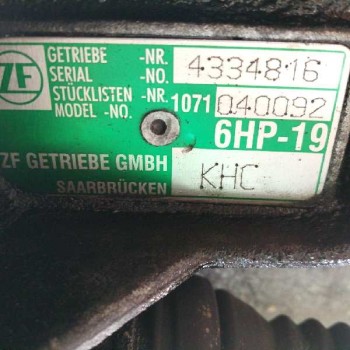 ZF
GETRIEBE -NR. 4334816
SERIAL -NO.
STÜCKLISTEN -NR. 1071 040092
MODEL -NO.
6HP-19
ZF GETRIEBE GMBH KHC
SAARBRÜCKEN